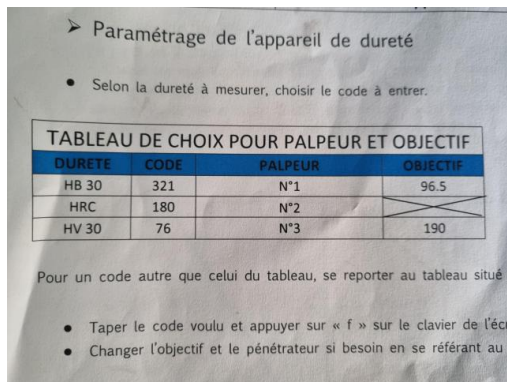 ➢ Paramétrage de l'appareil de dureté
• Selon la dureté à mesurer, choisir le code à entrer.
TABLEAU DE CHOIX POUR PALPEUR ET OBJECTIF
DURETE CODE PALPEUR OBJECTIF
HB 30 321 N°1 96.5
HRC 180 N°2
HV 30 76 N°3 190
Pour un code autre que celui du tableau, se reporter au tableau situé
• Taper le code voulu et appuyer sur « f » sur le clavier de l'écr
• Changer l'objectif et le pénétrateur si besoin en se référant au